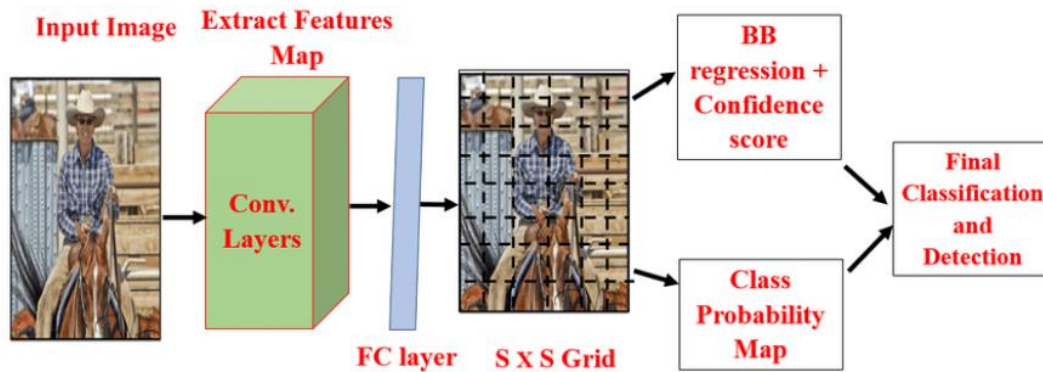 Input Image
Extract Features
Map
Conv.
Layers
FC layer
S X S Grid
BB
regression +
Confidence
score
Class
Probability
Map
Final
Classification
and
Detection